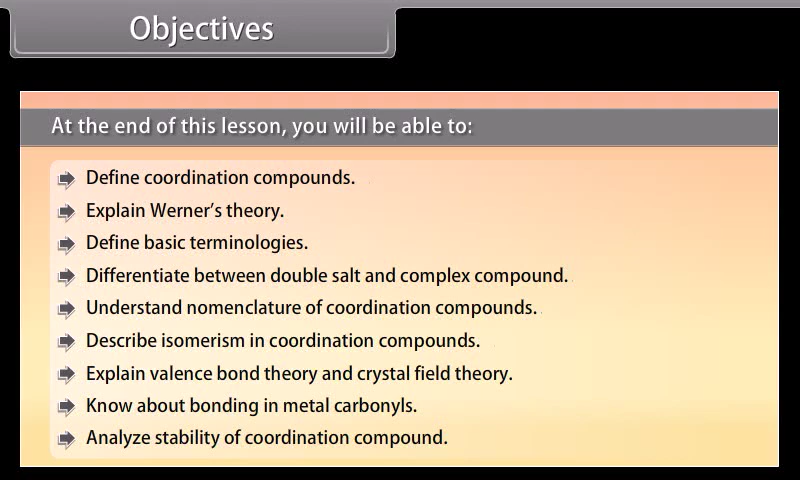 Objectives
At the end of this lesson, you will be able to:
Define coordination compounds.
Explain Werner's theory.
Define basic terminologies.
Differentiate between double salt and complex compound.
Understand nomenclature of coordination compounds.
Describe isomerism in coordination compounds.
Explain valence bond theory and crystal field theory.
Know about bonding in metal carbonyls.
Analyze stability of coordination compound.